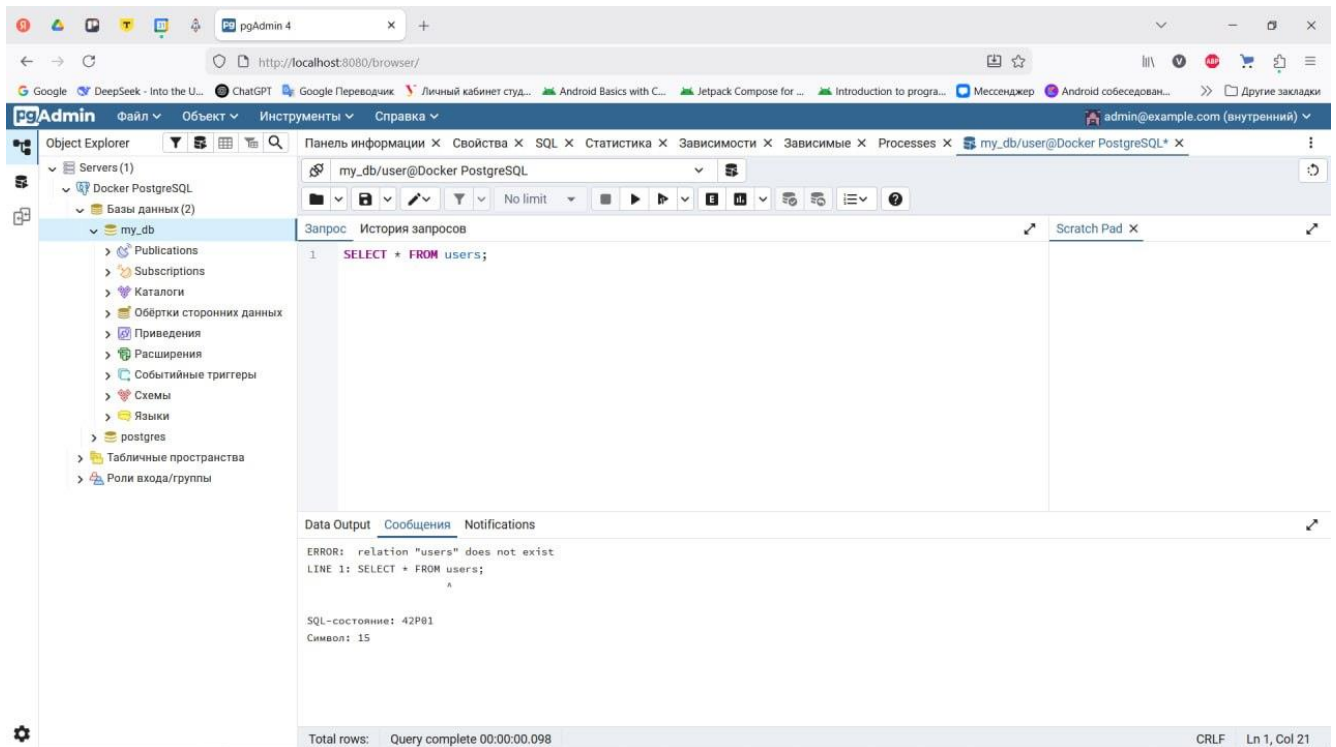 pgAdmin 4
http://localhost:8080/browser/
Google DeepSeek - Into the U... ChatGPT Google Переводчик Личный кабинет студ... Android Basics with C... Jetpack Compose for ... Introduction to progra... Мессенджер Android собеседован... Другие закладки
pgAdmin Файл Объект Инструменты Справка admin@example.com (внутренний)
Object Explorer
Servers (1)
Docker PostgreSQL
Базы данных (2)
my_db
Publications
Subscriptions
Каталоги
Обёртки сторонних данных
Приведения
Расширения
Событийные триггеры
Схемы
Языки
postgres
Табличные пространства
Роли входа/группы
Панель информации Свойства SQL Статистика Зависимости Зависимые Processes my_db/user@Docker PostgreSQL*
my_db/user@Docker PostgreSQL
No limit E
Запрос История запросов
Scratch Pad
1 SELECT * FROM users;
Data Output Сообщения Notifications
ERROR: relation "users" does not exist
LINE 1: SELECT * FROM users;
^
SQL-состояние: 42P01
Символ: 15
Total rows: Query complete 00:00:00.098 CRLF Ln 1, Col 21